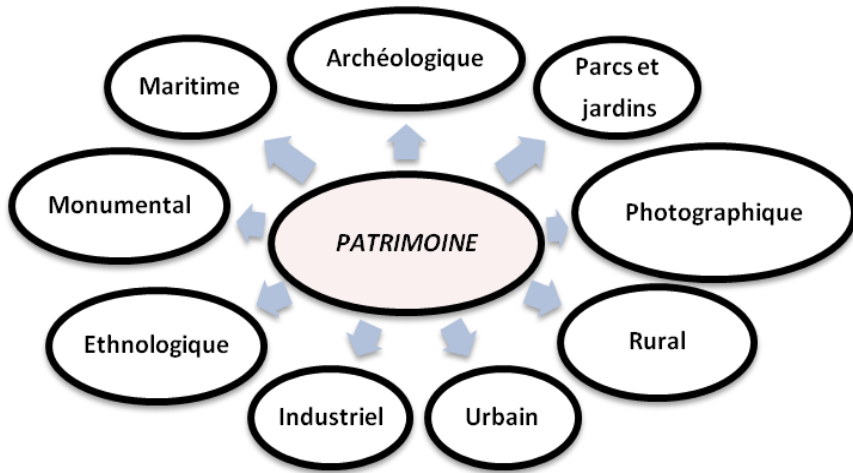 Archéologique
Parcs et
jardins
Maritime
Monumental
Photographique
PATRIMOINE
Ethnologique
Rural
Industriel
Urbain